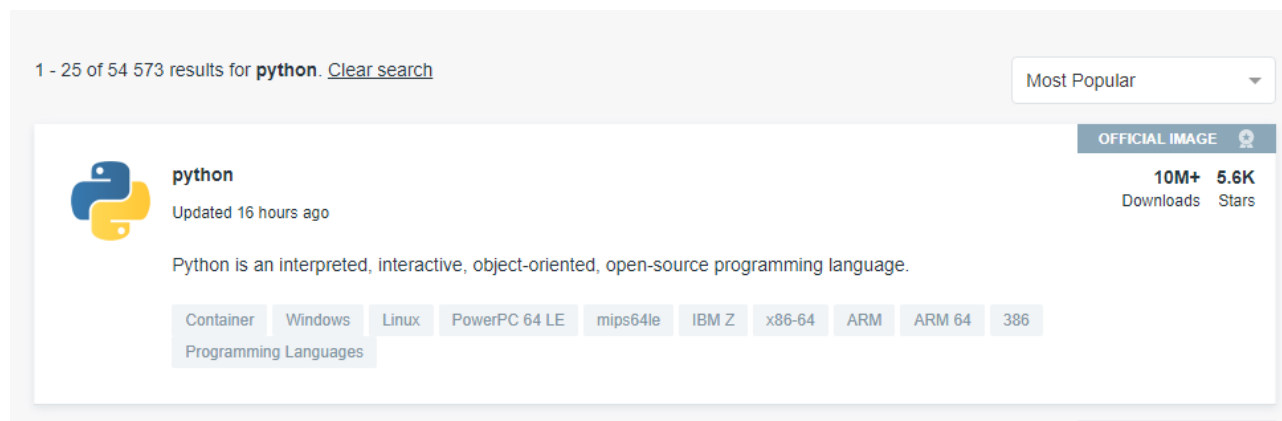 1 - 25 of 54 573 results for python. Clear search
Most Popular
OFFICIAL IMAGE
python
10M+ 5.6K
Updated 16 hours ago
Downloads Stars
Python is an interpreted, interactive, object-oriented, open-source programming language.
Container Windows Linux PowerPC 64 LE mips64le IBM Z x86-64 ARM ARM 64 386
Programming Languages